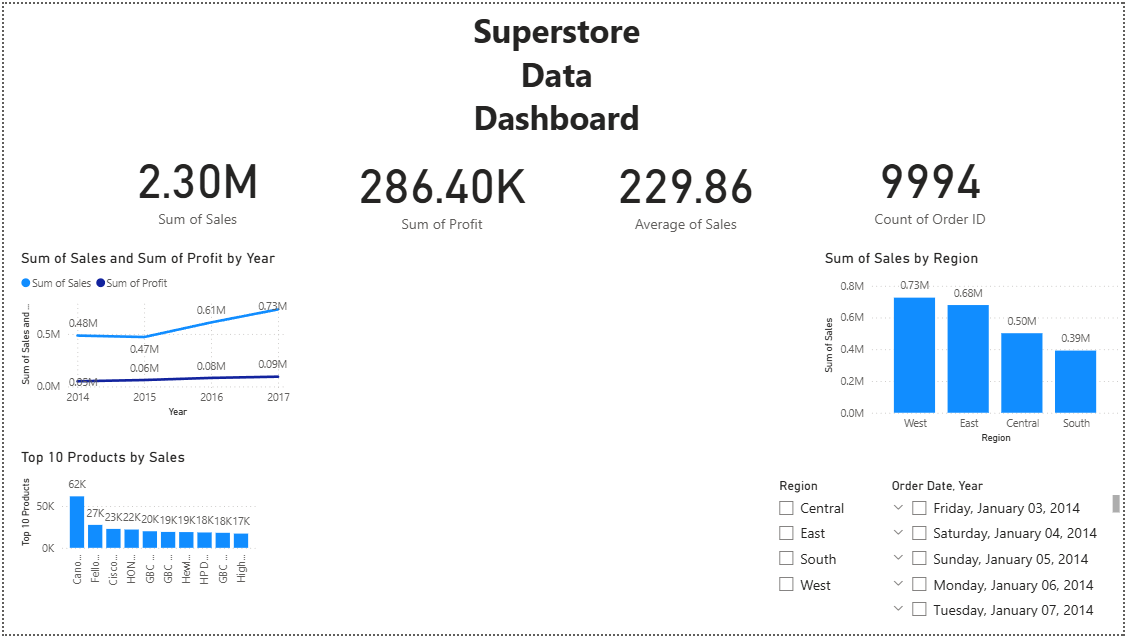 Superstore
Data
Dashboard
2.30M
Sum of Sales
286.40K
Sum of Profit
229.86
Average of Sales
9994
Count of Order ID
Sum of Sales and Sum of Profit by Year
Sum of Sales
Sum of Profit
Sum of Sales and ...
0.5M
0.0M
0.48M
0.47M
0.61M
0.73M
0.05M
0.06M
0.08M
0.09M
2014
2015
2016
2017
Year
Sum of Sales by Region
Sum of Sales
0.8M
0.6M
0.4M
0.2M
0.0M
0.73M
0.68M
0.50M
0.39M
West
East
Central
South
Region
Top 10 Products by Sales
Top 10 Products
50K
0K
62K
27K
23K
22K
20K
19K
19K
18K
18K
17K
Cano...
Fello...
Cisco...
HON...
GBC ...
GBC ...
Hewl...
HP D...
GBC ...
High...
Region
Central
East
South
West
Order Date, Year
Friday, January 03, 2014
Saturday, January 04, 2014
Sunday, January 05, 2014
Monday, January 06, 2014
Tuesday, January 07, 2014